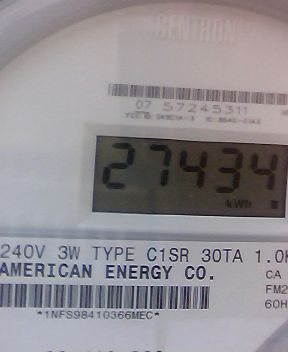 CENTRON
07 57245311
27434
kWh
240V 3W TYPE C1SR 30TA 1.0K
AMERICAN ENERGY CO.
CA
FM2
60H
*1NFS98410366MEC*